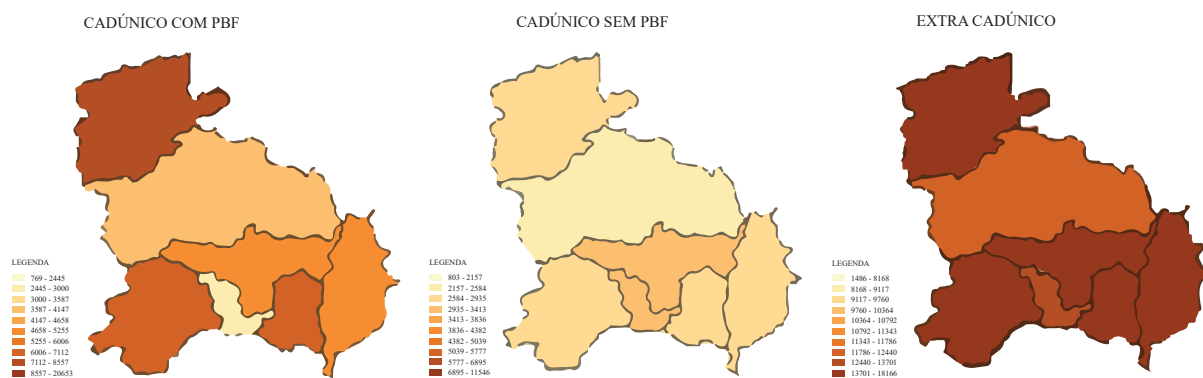 CADÚNICO COM PBF
LEGENDA
769 - 2445
2445 - 3000
3000 - 3587
3587 - 4147
4147 - 4658
4658 - 5255
5255 - 6006
6006 - 7112
7112 - 8557
8557 - 20653
CADÚNICO SEM PBF
LEGENDA
803 - 2157
2157 - 2584
2584 - 2935
2935 - 3413
3413 - 3836
3836 - 4382
4382 - 5039
5039 - 5777
5777 - 6895
6895 - 11546
EXTRA CADÚNICO
LEGENDA
1486 - 8168
8168 - 9117
9117 - 9760
9760 - 10364
10364 - 10792
10792 - 11343
11343 - 11786
11786 - 12440
12440 - 13701
13701 - 18166